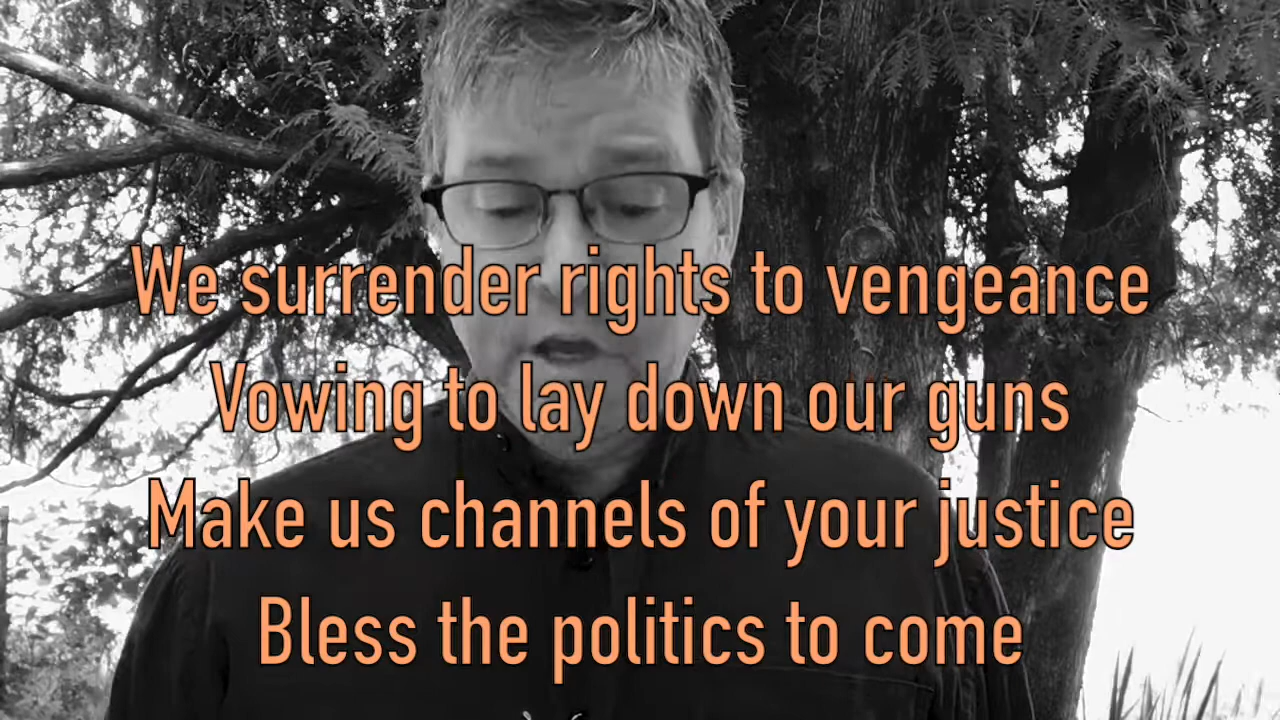 We surrender rights to vengeance
Vowing to lay down our guns
Make us channels of your justice
Bless the politics to come